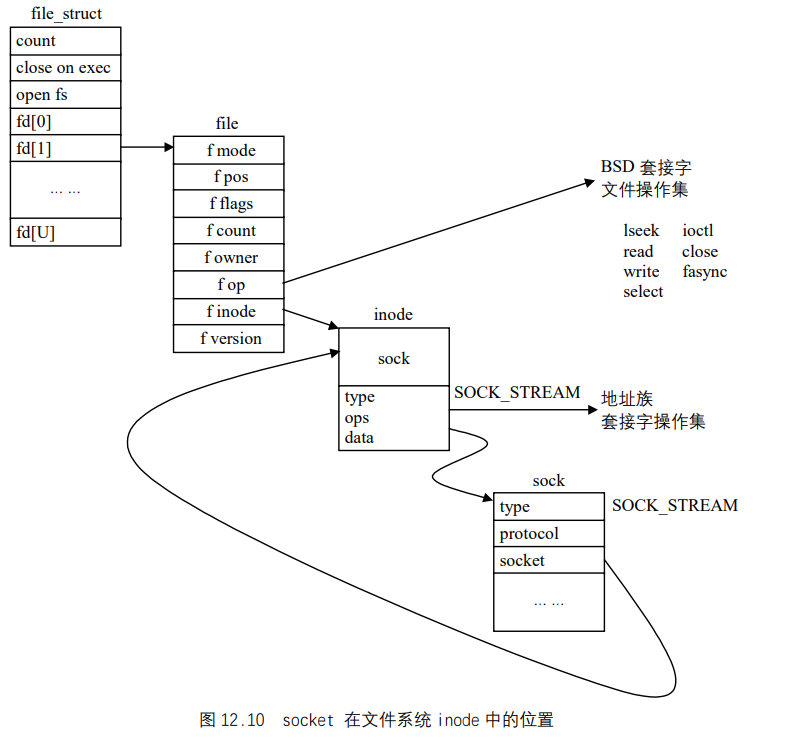 file_struct
count
close on exec
open fs
fd[0]
fd[1]
... ...
fd[U]
file
f mode
f pos
f flags
f count
f owner
f op
f inode
f version
BSD 套接字
文件操作集
lseek ioctl
read close
write fasync
select
inode
sock
type
ops
data
SOCK_STREAM
地址族
套接字操作集
sock
type
protocol
socket
... ...
SOCK_STREAM
图 12.10 socket 在文件系统 inode 中的位置